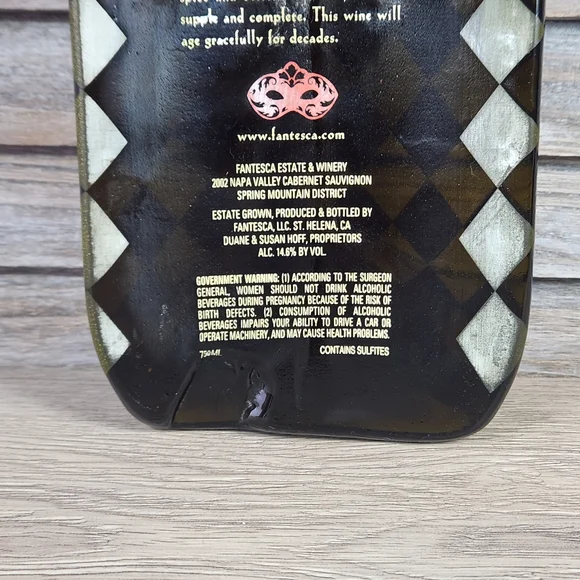 supple and complete. This wine will
age gracefully for decades.
www.fantesca.com
FANTESCA ESTATE & WINERY
2002 NAPA VALLEY CABERNET SAUVIGNON
SPRING MOUNTAIN DISTRICT
ESTATE GROWN, PRODUCED & BOTTLED BY
FANTESCA, LLC. ST. HELENA, CA
DUANE & SUSAN HOFF, PROPRIETORS
ALC. 14.6% BY VOL.
GOVERNMENT WARNING: (1) ACCORDING TO THE SURGEON
GENERAL, WOMEN SHOULD NOT DRINK ALCOHOLIC
BEVERAGES DURING PREGNANCY BECAUSE OF THE RISK OF
BIRTH DEFECTS. (2) CONSUMPTION OF ALCOHOLIC
BEVERAGES IMPAIRS YOUR ABILITY TO DRIVE A CAR OR
OPERATE MACHINERY, AND MAY CAUSE HEALTH PROBLEMS.
750 ML CONTAINS SULFITES